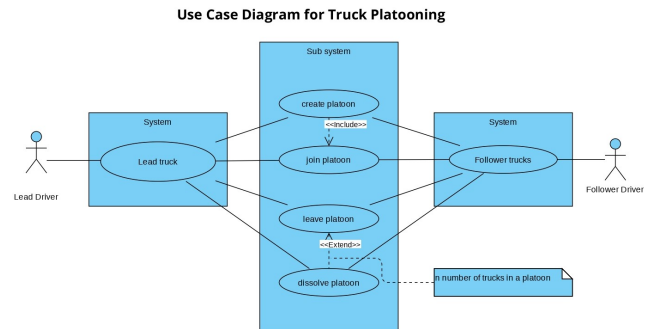 Use Case Diagram for Truck Platooning
Sub system
create platoon
<<Include>>
System
System
Lead truck
join platoon
Follower trucks
Lead Driver
Follower Driver
leave platoon
<<Extend>>
dissolve platoon
n number of trucks in a platoon